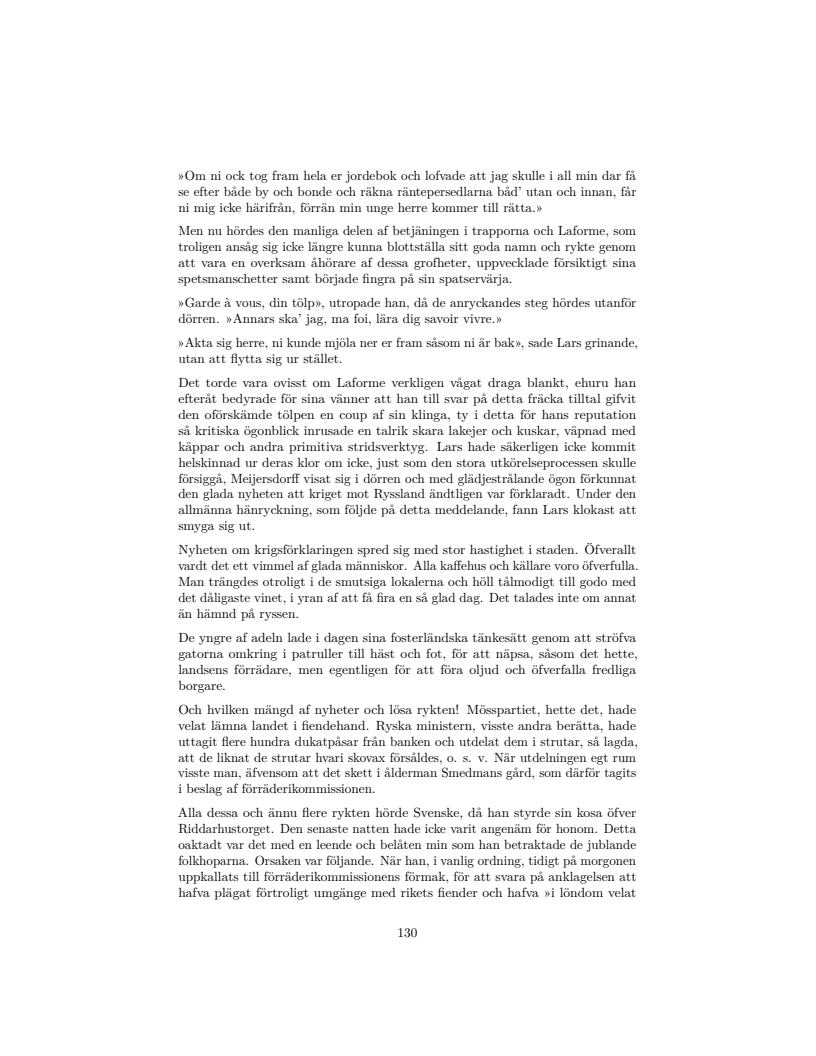 »Om ni ock tog fram hela er jordebok och lofvade att jag skulle i all min dar få
se efter både by och bonde och räkna räntepersedlarna båd’ utan och innan, får
ni mig icke härifrån, förrän min unge herre kommer till rätta.»
Men nu hördes den manliga delen af betjäningen i trapporna och Laforme, som
troligen ansåg sig icke längre kunna blottställa sitt goda namn och rykte genom
att vara en overksam åhörare af dessa grofheter, uppvecklade försiktigt sina
spetsmanschetter samt började fingra på sin spatservärja.
»Garde à vous, din tölp», utropade han, då de anryckandes steg hördes utanför
dörren. »Annars ska’ jag, ma foi, lära dig savoir vivre.»
»Akta sig herre, ni kunde mjöla ner er fram såsom ni är bak», sade Lars grinande,
utan att flytta sig ur stället.
Det torde vara ovisst om Laforme verkligen vågat draga blankt, ehuru han
efteråt bedyrade för sina vänner att han till svar på detta fräcka tilltal gifvit
den oförskämde tölpen en coup af sin klinga, ty i detta för hans reputation
så kritiska ögonblick inrusade en talrik skara lakejer och kuskar, väpnad med
käppar och andra primitiva stridsverktyg. Lars hade säkerligen icke kommit
helskinnad ur deras klor om icke, just som den stora utkörelseprocessen skulle
försiggå, Meijersdorff visat sig i dörren och med glädjestrålande ögon förkunnat
den glada nyheten att kriget mot Ryssland ändtligen var förklaradt. Under den
allmänna hänryckning, som följde på detta meddelande, fann Lars klokast att
smyga sig ut.
Nyheten om krigsförklaringen spred sig med stor hastighet i staden. Öfverallt
vardt det ett vimmel af glada människor. Alla kaffehus och källare voro öfverfulla.
Man trängdes otroligt i de smutsiga lokalerna och höll tålmodigt till godo med
det dåligaste vinet, i yran af att få fira en så glad dag. Det talades inte om annat
än hämnd på ryssen.
De yngre af adeln lade i dagen sina fosterländska tänkesätt genom att ströfva
gatorna omkring i patruller till häst och fot, för att näpsa, såsom det hette,
landsens förrädare, men egentligen för att föra oljud och öfverfalla fredliga
borgare.
Och hvilken mängd af nyheter och lösa rykten! Mösspartiet, hette det, hade
velat lämna landet i fiendehand. Ryska ministern, visste andra berätta, hade
uttagit flere hundra dukatpåsar från banken och utdelat dem i strutar, så lagda,
att de liknat de strutar hvari skovax försåldes, o. s. v. När utdelningen egt rum
visste man, äfvensom att det skett i ålderman Smedmans gård, som därför tagits
i beslag af förräderikommissionen.
Alla dessa och ännu flere rykten hörde Svenske, då han styrde sin kosa öfver
Riddarhustorget. Den senaste natten hade icke varit angenäm för honom. Detta
oaktadt var det med en leende och belåten min som han betraktade de jublande
folkhoparna. Orsaken var följande. När han, i vanlig ordning, tidigt på morgonen
uppkallats till förräderikommissionens förmak, för att svara på anklagelsen att
hafva plägat förtroligt umgänge med rikets fiender och hafva »i löndom velat
130